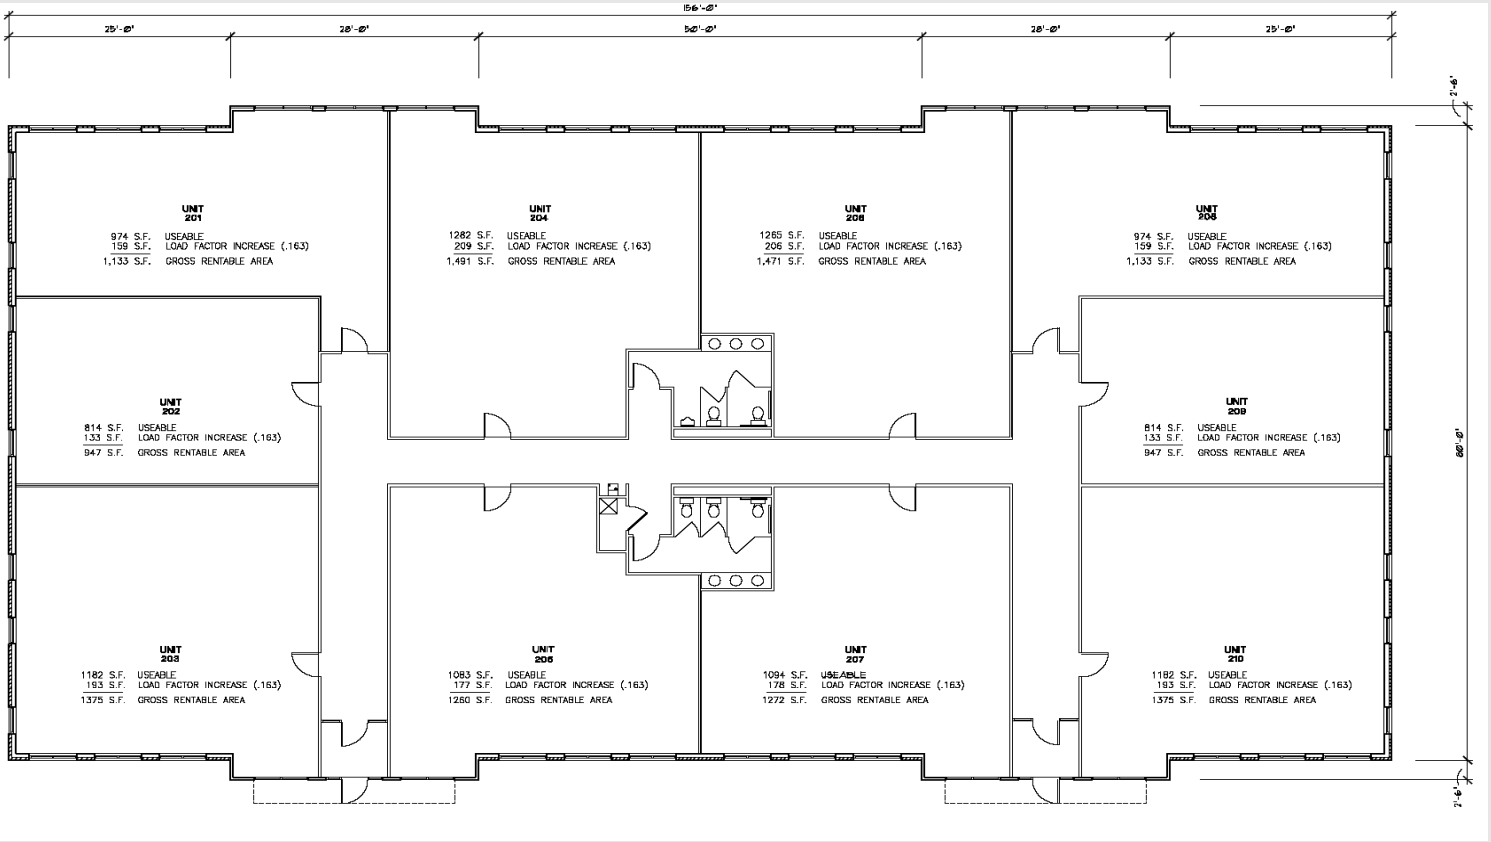 156'-0"
25'-0" 28'-0" 50'-0" 28'-0" 25'-0"
2'-6"
UNIT
201
974 S.F. USEABLE
159 S.F. LOAD FACTOR INCREASE (.163)
1,133 S.F. GROSS RENTABLE AREA
UNIT
204
1282 S.F. USEABLE
209 S.F. LOAD FACTOR INCREASE (.163)
1,491 S.F. GROSS RENTABLE AREA
UNIT
206
1265 S.F. USEABLE
206 S.F. LOAD FACTOR INCREASE (.163)
1,471 S.F. GROSS RENTABLE AREA
UNIT
208
974 S.F. USEABLE
159 S.F. LOAD FACTOR INCREASE (.163)
1,133 S.F. GROSS RENTABLE AREA
UNIT
202
814 S.F. USEABLE
133 S.F. LOAD FACTOR INCREASE (.163)
947 S.F. GROSS RENTABLE AREA
UNIT
209
814 S.F. USEABLE
133 S.F. LOAD FACTOR INCREASE (.163)
947 S.F. GROSS RENTABLE AREA
UNIT
203
1182 S.F. USEABLE
193 S.F. LOAD FACTOR INCREASE (.163)
1375 S.F. GROSS RENTABLE AREA
UNIT
205
1083 S.F. USEABLE
177 S.F. LOAD FACTOR INCREASE (.163)
1260 S.F. GROSS RENTABLE AREA
UNIT
207
1094 S.F. USEABLE
178 S.F. LOAD FACTOR INCREASE (.163)
1272 S.F. GROSS RENTABLE AREA
UNIT
210
1182 S.F. USEABLE
193 S.F. LOAD FACTOR INCREASE (.163)
1375 S.F. GROSS RENTABLE AREA
2'-6"